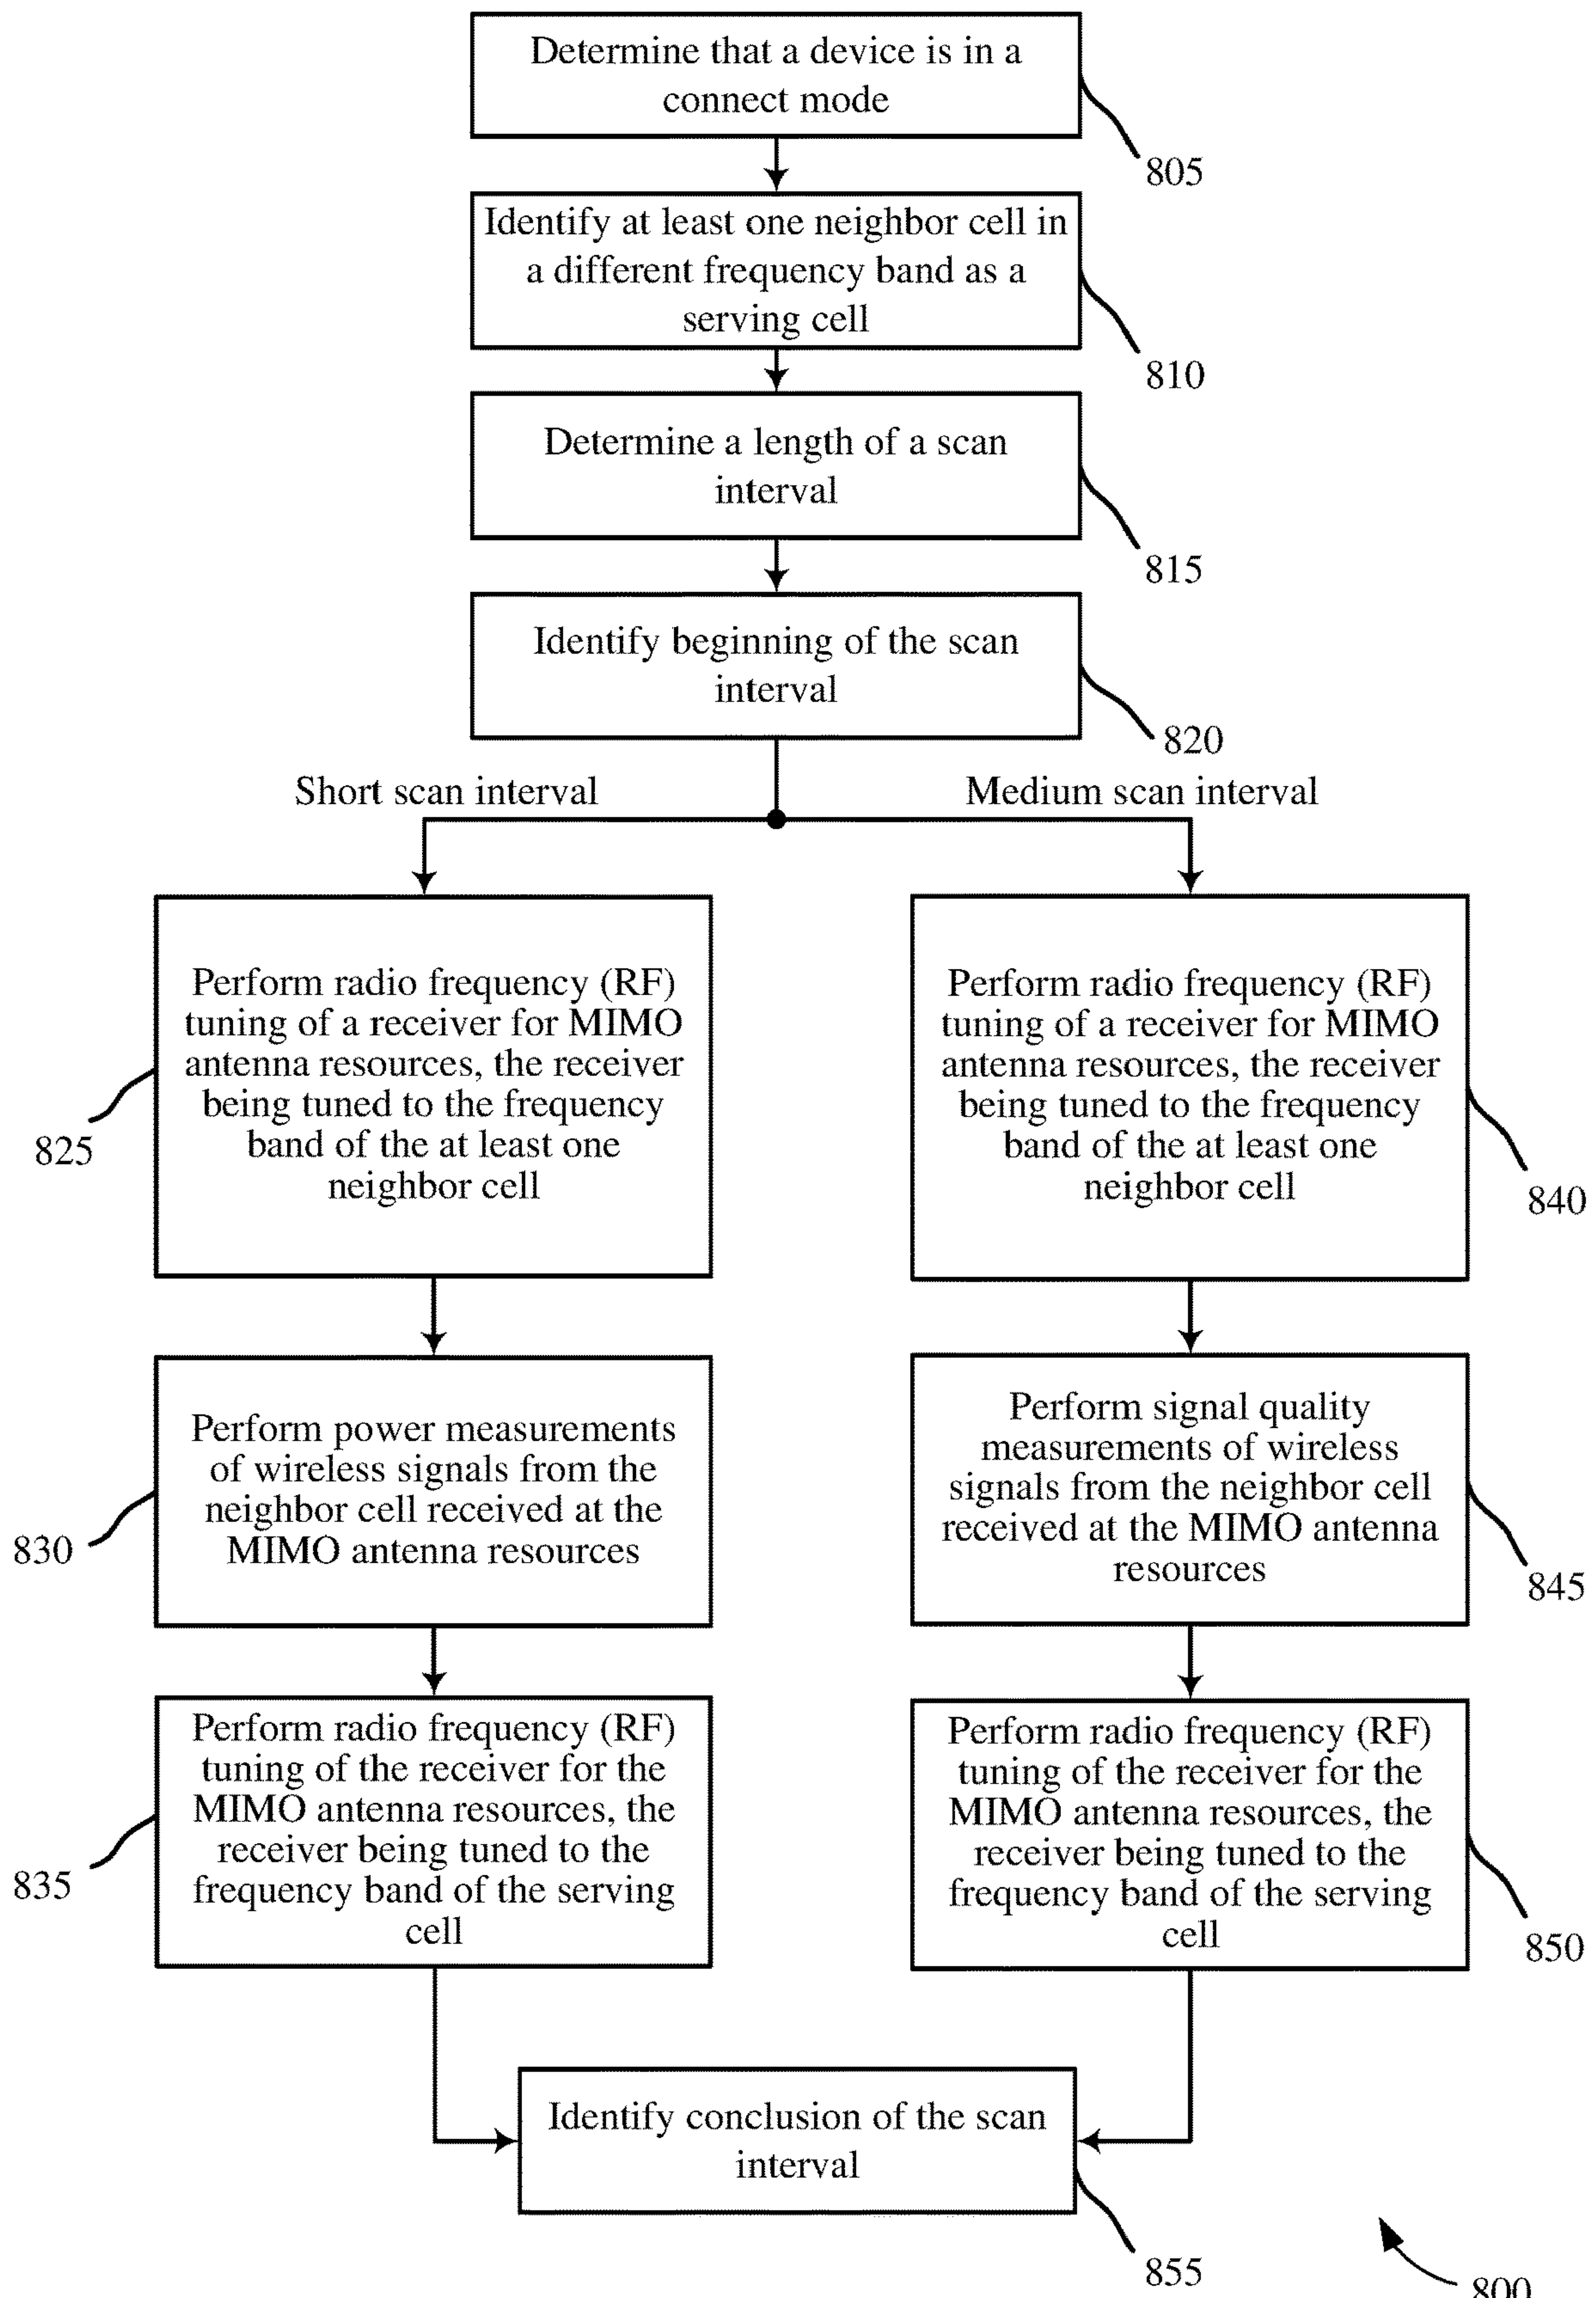 Determine that a device is in a
connect mode
805
Identify at least one neighbor cell in
a different frequency band as a
serving cell
810
Determine a length of a scan
interval
815
Identify beginning of the scan
interval
820
Short scan interval
Medium scan interval
Perform radio frequency (RF)
tuning of a receiver for MIMO
antenna resources, the receiver
being tuned to the frequency
band of the at least one
neighbor cell
825
Perform radio frequency (RF)
tuning of a receiver for MIMO
antenna resources, the receiver
being tuned to the frequency
band of the at least one
neighbor cell
840
Perform power measurements
of wireless signals from the
neighbor cell received at the
MIMO antenna resources
830
Perform signal quality
measurements of wireless
signals from the neighbor cell
received at the MIMO antenna
resources
845
Perform radio frequency (RF)
tuning of the receiver for the
MIMO antenna resources, the
receiver being tuned to the
frequency band of the serving
cell
835
Perform radio frequency (RF)
tuning of the receiver for the
MIMO antenna resources, the
receiver being tuned to the
frequency band of the serving
cell
850
Identify conclusion of the scan
interval
855
800